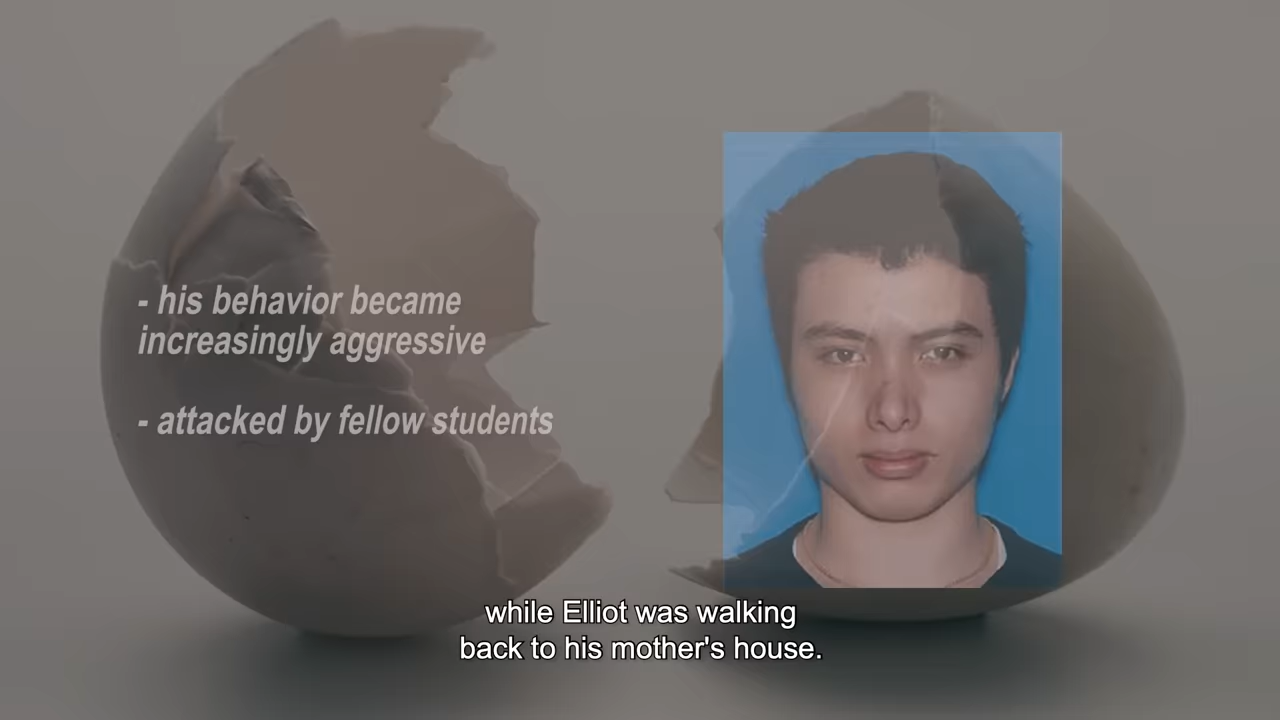 - his behavior became
increasingly aggressive
- attacked by fellow students
while Elliot was walking
back to his mother's house.